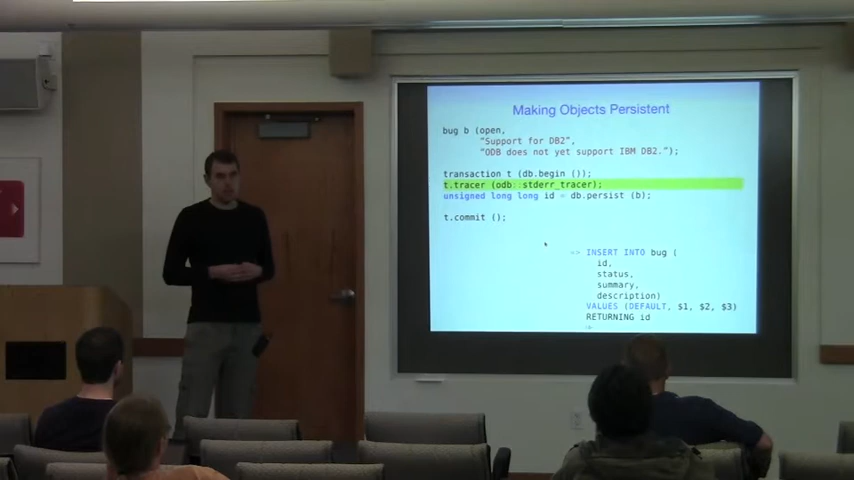 Making Objects Persistent
bug b (open,
"Support for DB2",
"ODB does not yet support IBM DB2.");
transaction t (db.begin ());
t.tracer (odb::stderr_tracer);
unsigned long long id = db.persist (b);
t.commit ();
=> INSERT INTO bug (
id,
status,
summary,
description)
VALUES (DEFAULT, $1, $2, $3)
RETURNING id